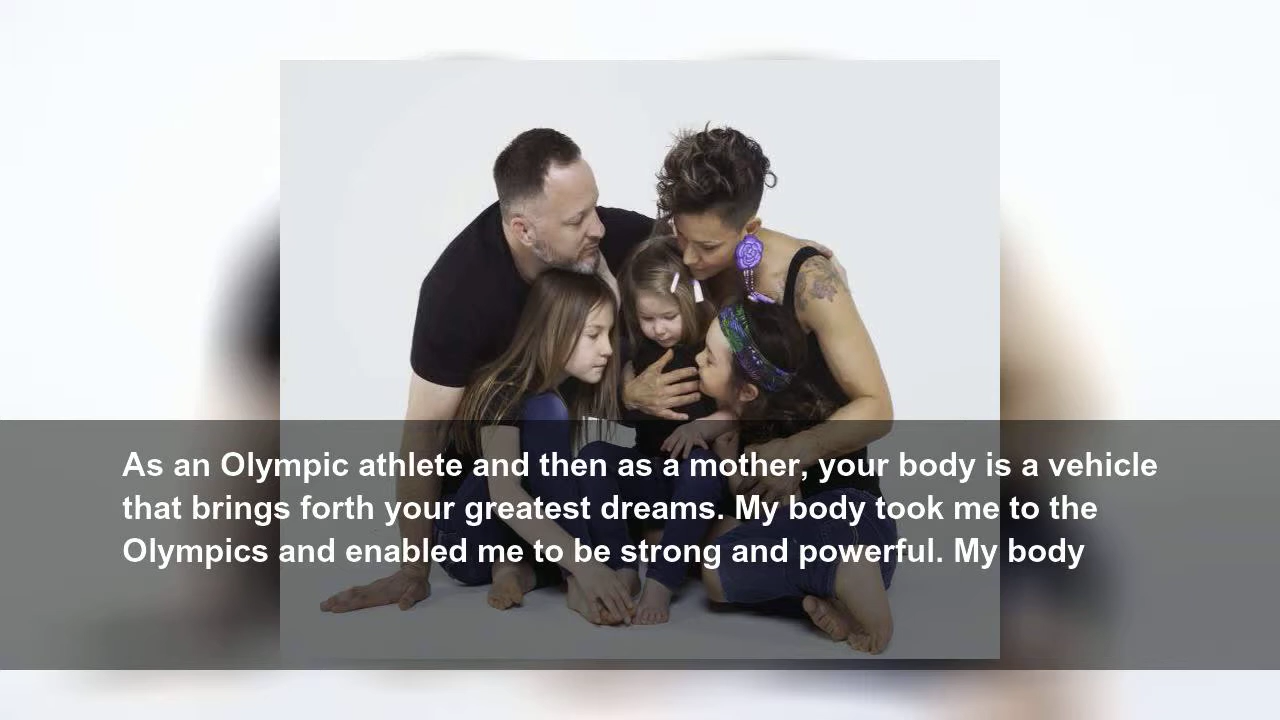 As an Olympic athlete and then as a mother, your body is a vehicle
that brings forth your greatest dreams. My body took me to the
Olympics and enabled me to be strong and powerful. My body